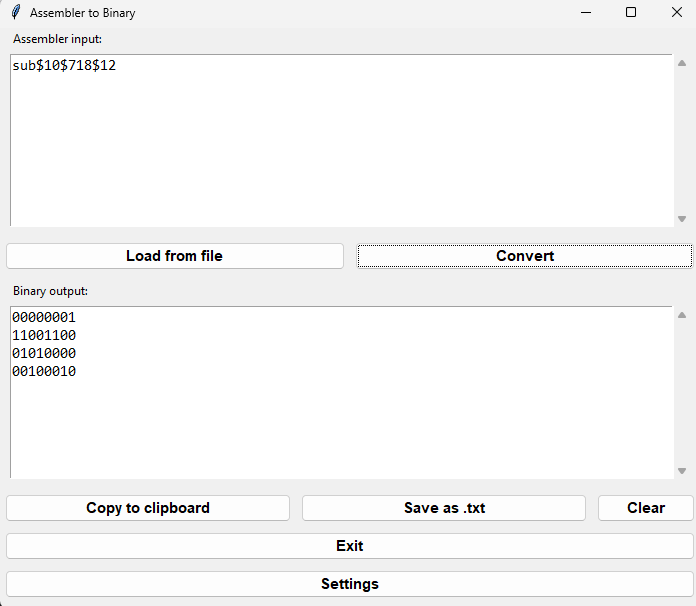 Assembler to Binary
Assembler input:
sub$10$718$12
Load from file Convert
Binary output:
00000001
11001100
01010000
00100010
Copy to clipboard Save as .txt Clear
Exit
Settings